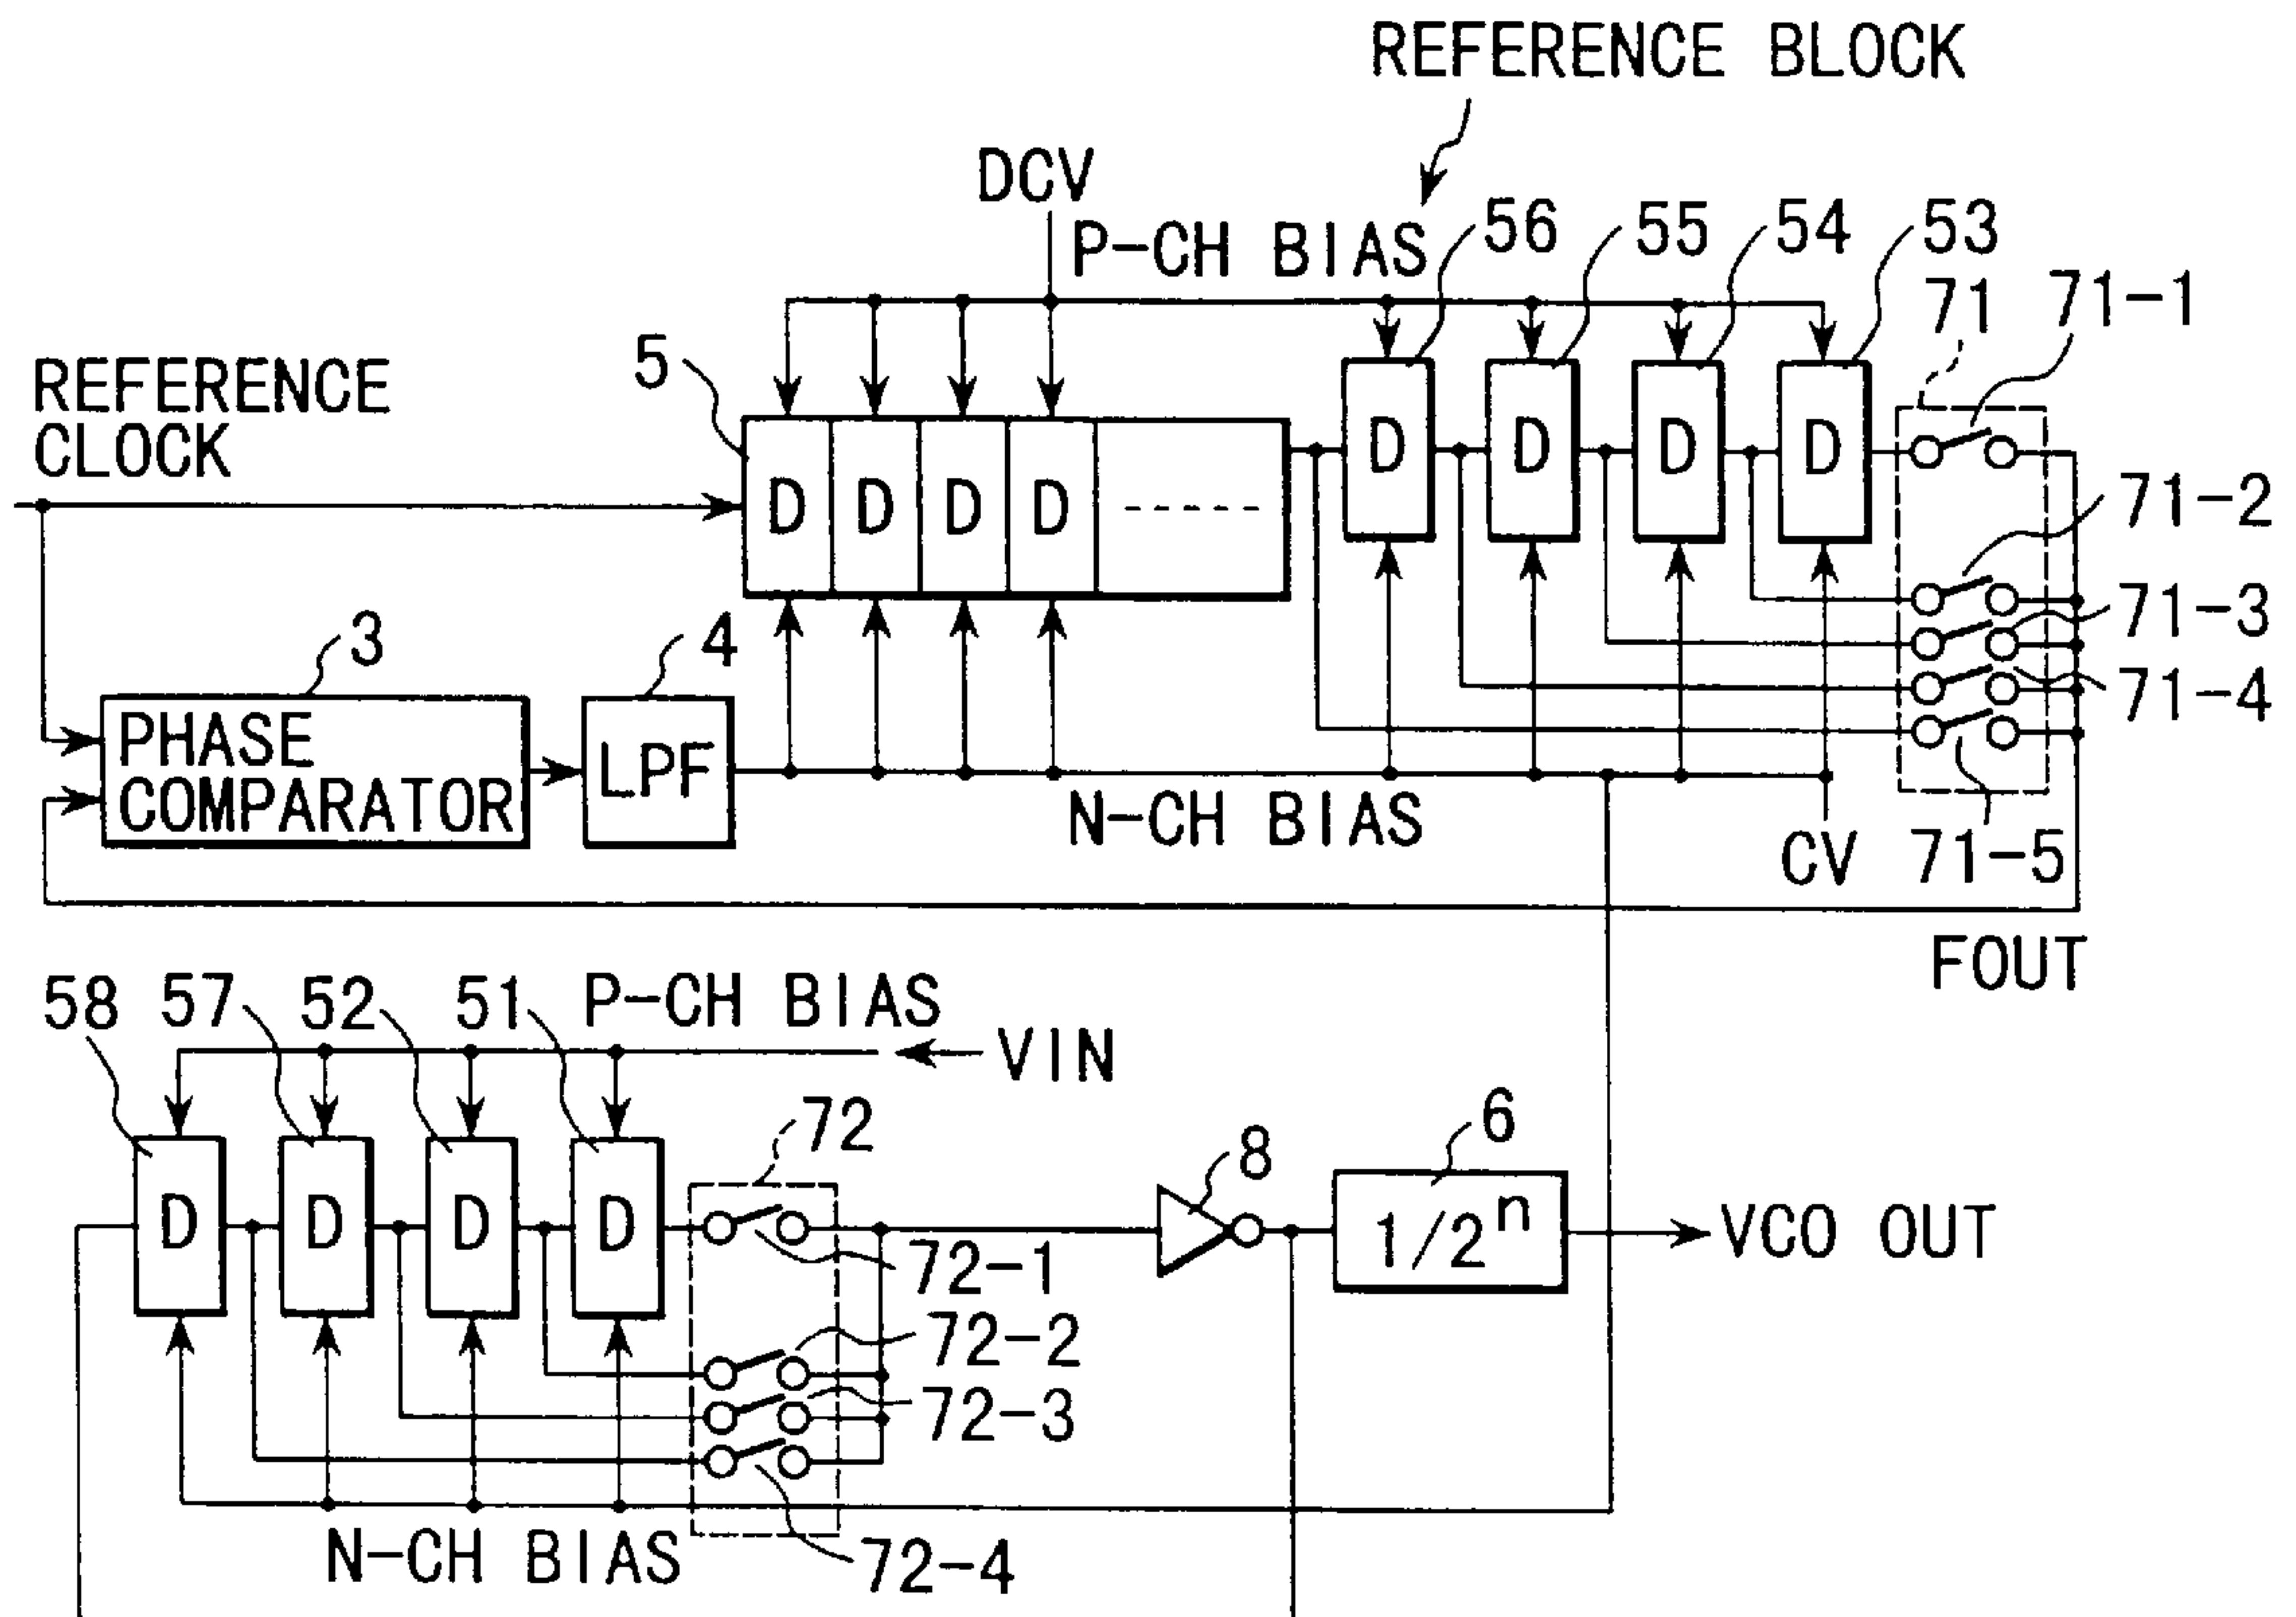 REFERENCE BLOCK
DCV
P-CH BIAS
56
55
54
53
71
71-1
REFERENCE
CLOCK
5
D
D
D
D
D
D
D
D
71-2
71-3
71-4
71-5
3
4
PHASE
COMPARATOR
LPF
N-CH BIAS
CV
FOUT
58
57
52
51
P-CH BIAS
VIN
72
D
D
D
D
72-1
72-2
72-3
72-4
8
6
1/2ⁿ
VCO OUT
N-CH BIAS